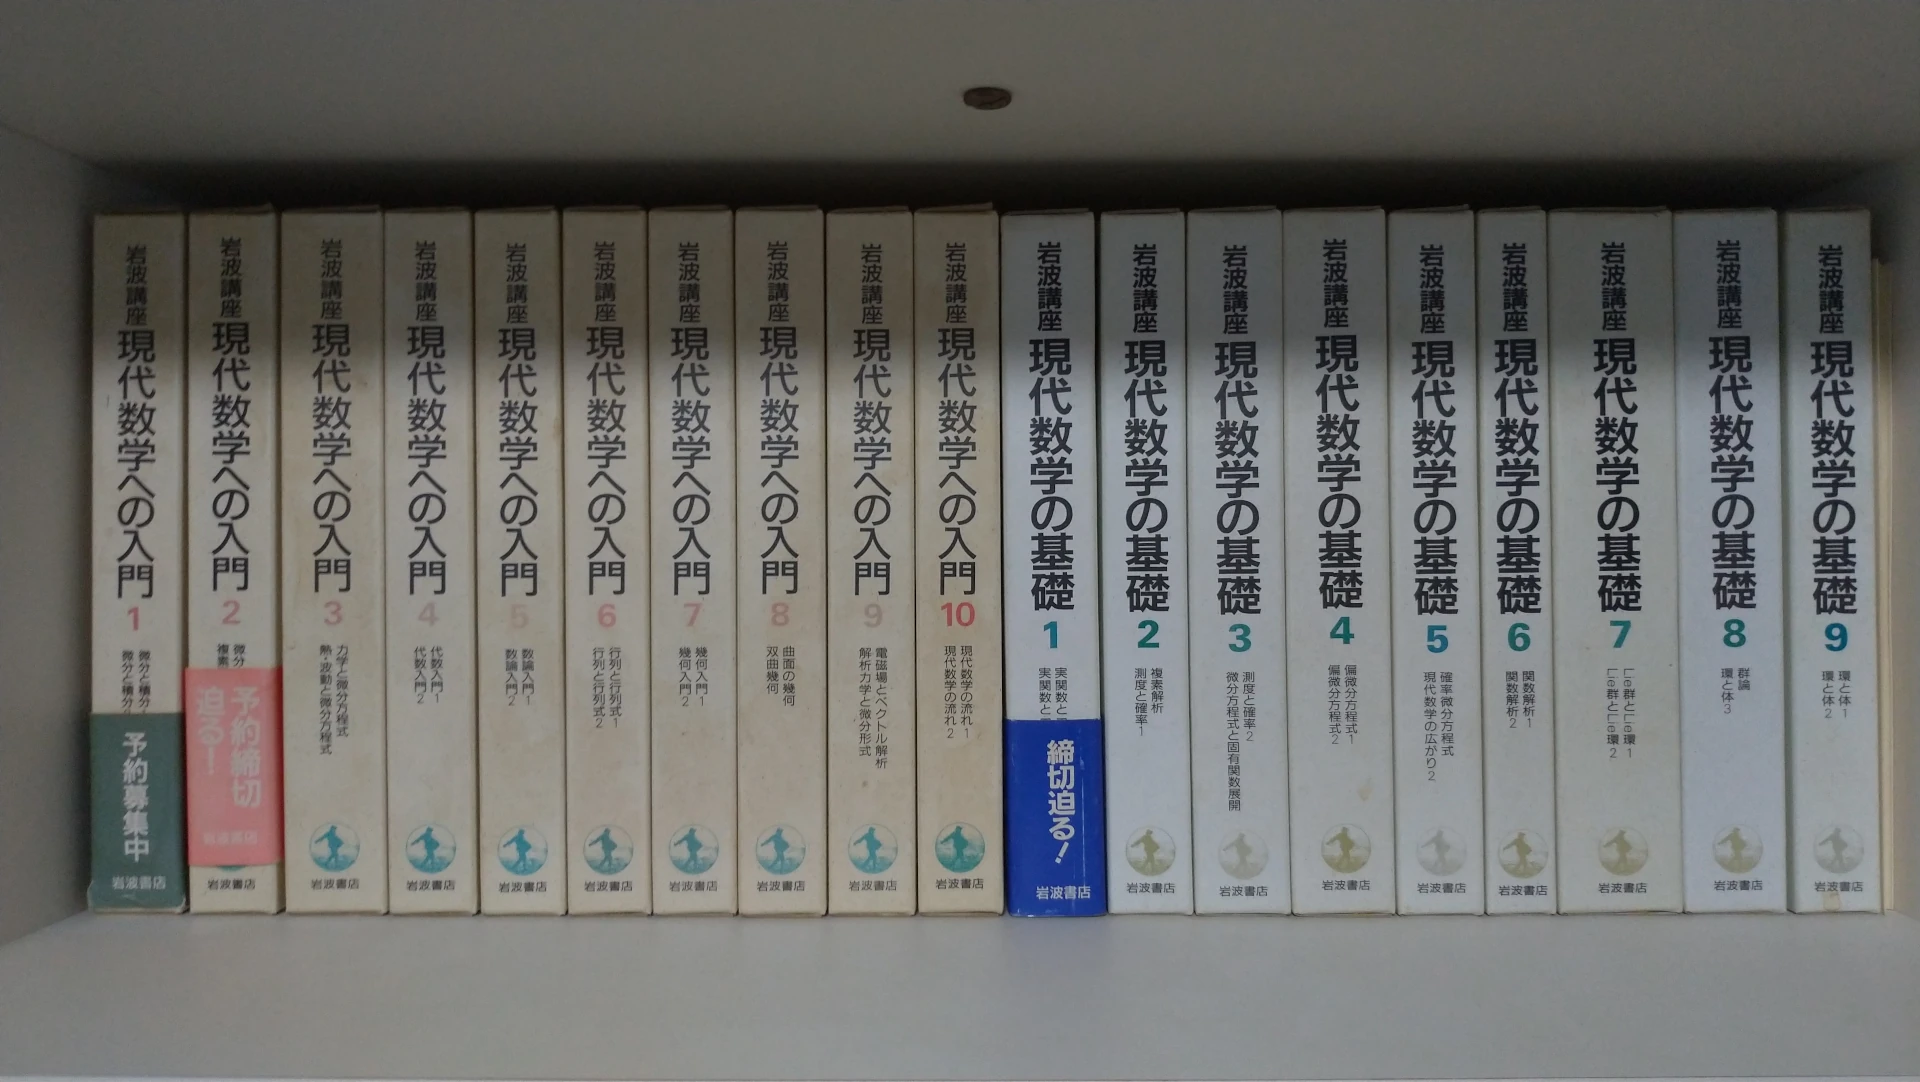 岩波講座
現代数学への入門
1
微分と積分
微分と積分
予約募集中
岩波書店
岩波講座
現代数学への入門
2
微分
複素
予約締切
迫る!
岩波書店
岩波書店
岩波講座
現代数学への入門
3
力学と微分方程式
熱・波動と微分方程式
岩波書店
岩波講座
現代数学への入門
4
代数入門1
代数入門2
岩波書店
岩波講座
現代数学への入門
5
数論入門1
数論入門2
岩波書店
岩波講座
現代数学への入門
6
行列と行列式1
行列と行列式2
岩波書店
岩波講座
現代数学への入門
7
幾何入門1
幾何入門2
岩波書店
岩波講座
現代数学への入門
8
曲面の幾何
双曲幾何
岩波書店
岩波講座
現代数学への入門
9
電磁場とベクトル解析
解析力学と微分形式
岩波書店
岩波講座
現代数学への入門
10
現代数学の流れ1
現代数学の流れ2
岩波書店
岩波講座
現代数学の基礎
1
実関数と
実関数と
締切迫る!
岩波書店
岩波講座
現代数学の基礎
2
複素解析
測度と確率1
岩波書店
岩波講座
現代数学の基礎
3
測度と確率2
微分方程式と固有関数展開
岩波書店
岩波講座
現代数学の基礎
4
偏微分方程式1
偏微分方程式2
岩波書店
岩波講座
現代数学の基礎
5
確率微分方程式
現代数学の広がり2
岩波書店
岩波講座
現代数学の基礎
6
関数解析1
関数解析2
岩波書店
岩波講座
現代数学の基礎
7
Lie群とLie環1
Lie群とLie環2
岩波書店
岩波講座
現代数学の基礎
8
群論
環と体3
岩波書店
岩波講座
現代数学の基礎
9
環と体1
環と体2
岩波書店